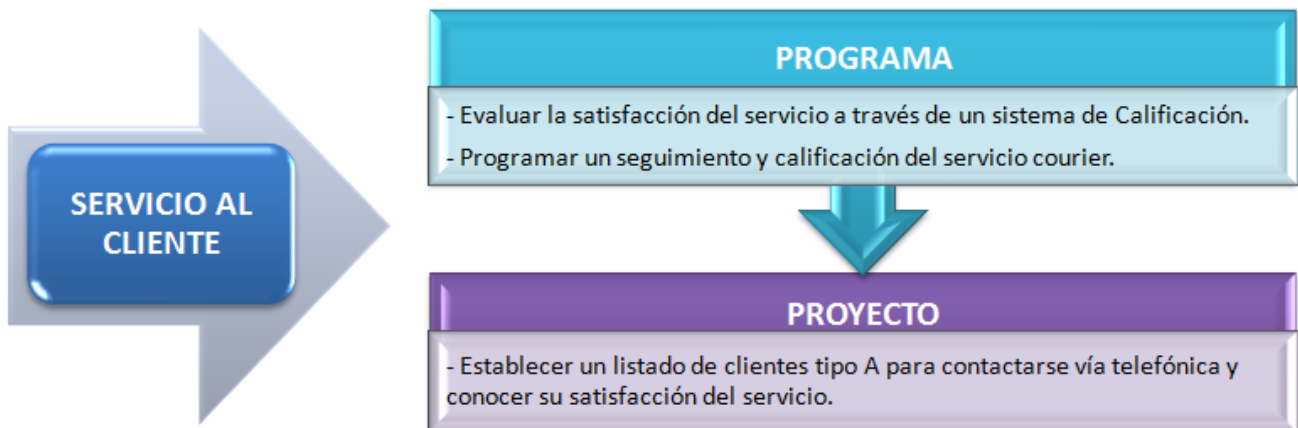 SERVICIO AL
CLIENTE
PROGRAMA
- Evaluar la satisfacción del servicio a través de un sistema de Calificación.
- Programar un seguimiento y calificación del servicio courier.
PROYECTO
- Establecer un listado de clientes tipo A para contactarse vía telefónica y
conocer su satisfacción del servicio.